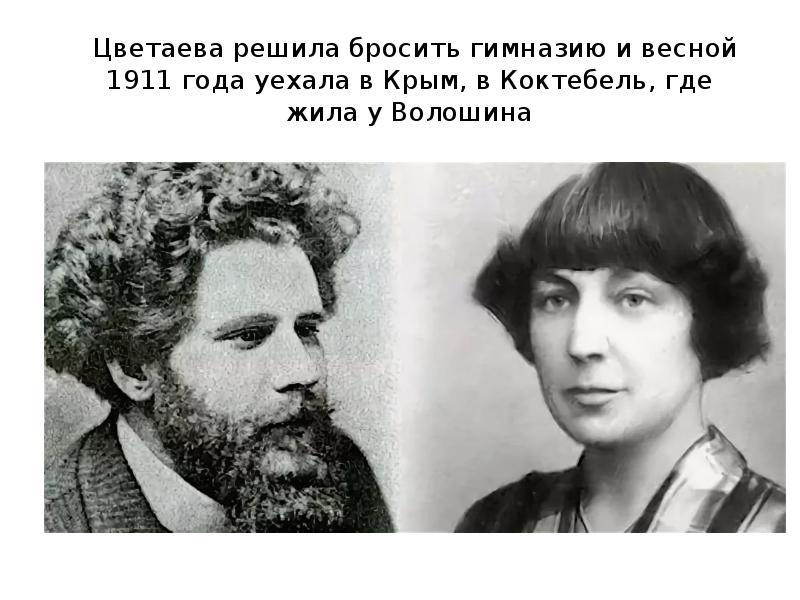 Цветаева решила бросить гимназию и весной
1911 года уехала в Крым, в Коктебель, где
жила у Волошина